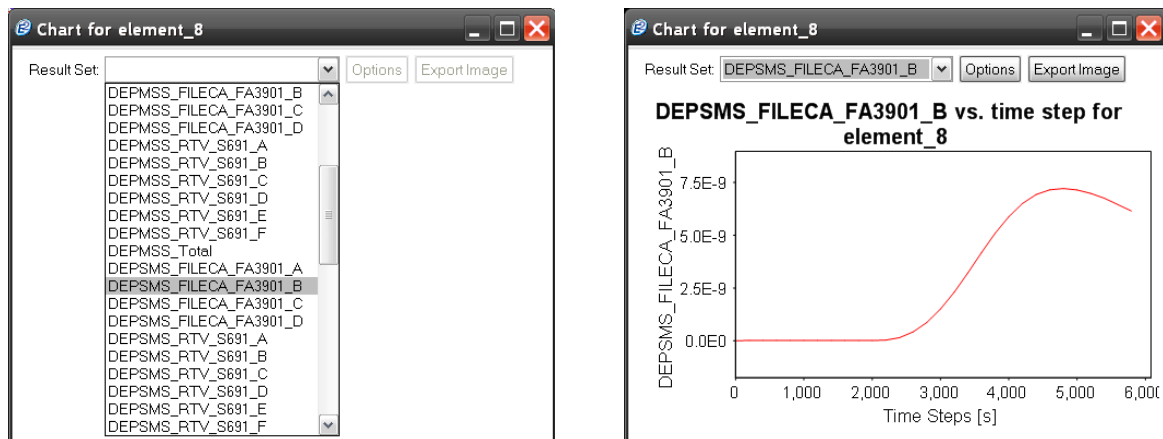 Chart for element_8
Result Set:
Options
Export Image
DEPMSS_FILECA_FA3901_B
DEPMSS_FILECA_FA3901_C
DEPMSS_FILECA_FA3901_D
DEPMSS_RTV_S691_A
DEPMSS_RTV_S691_B
DEPMSS_RTV_S691_C
DEPMSS_RTV_S691_D
DEPMSS_RTV_S691_E
DEPMSS_RTV_S691_F
DEPMSS_Total
DEPSMS_FILECA_FA3901_A
DEPSMS_FILECA_FA3901_B
DEPSMS_FILECA_FA3901_C
DEPSMS_FILECA_FA3901_D
DEPSMS_RTV_S691_A
DEPSMS_RTV_S691_B
DEPSMS_RTV_S691_C
DEPSMS_RTV_S691_D
DEPSMS_RTV_S691_E
DEPSMS_RTV_S691_F
Chart for element_8
Result Set: DEPSMS_FILECA_FA3901_B Options Export Image
DEPSMS_FILECA_FA3901_B vs. time step for
element_8
DEPSMS_FILECA_FA3901_B
7.5E-9
5.0E-9
2.5E-9
0.0E0
0 1,000 2,000 3,000 4,000 5,000 6,000
Time Steps [s]